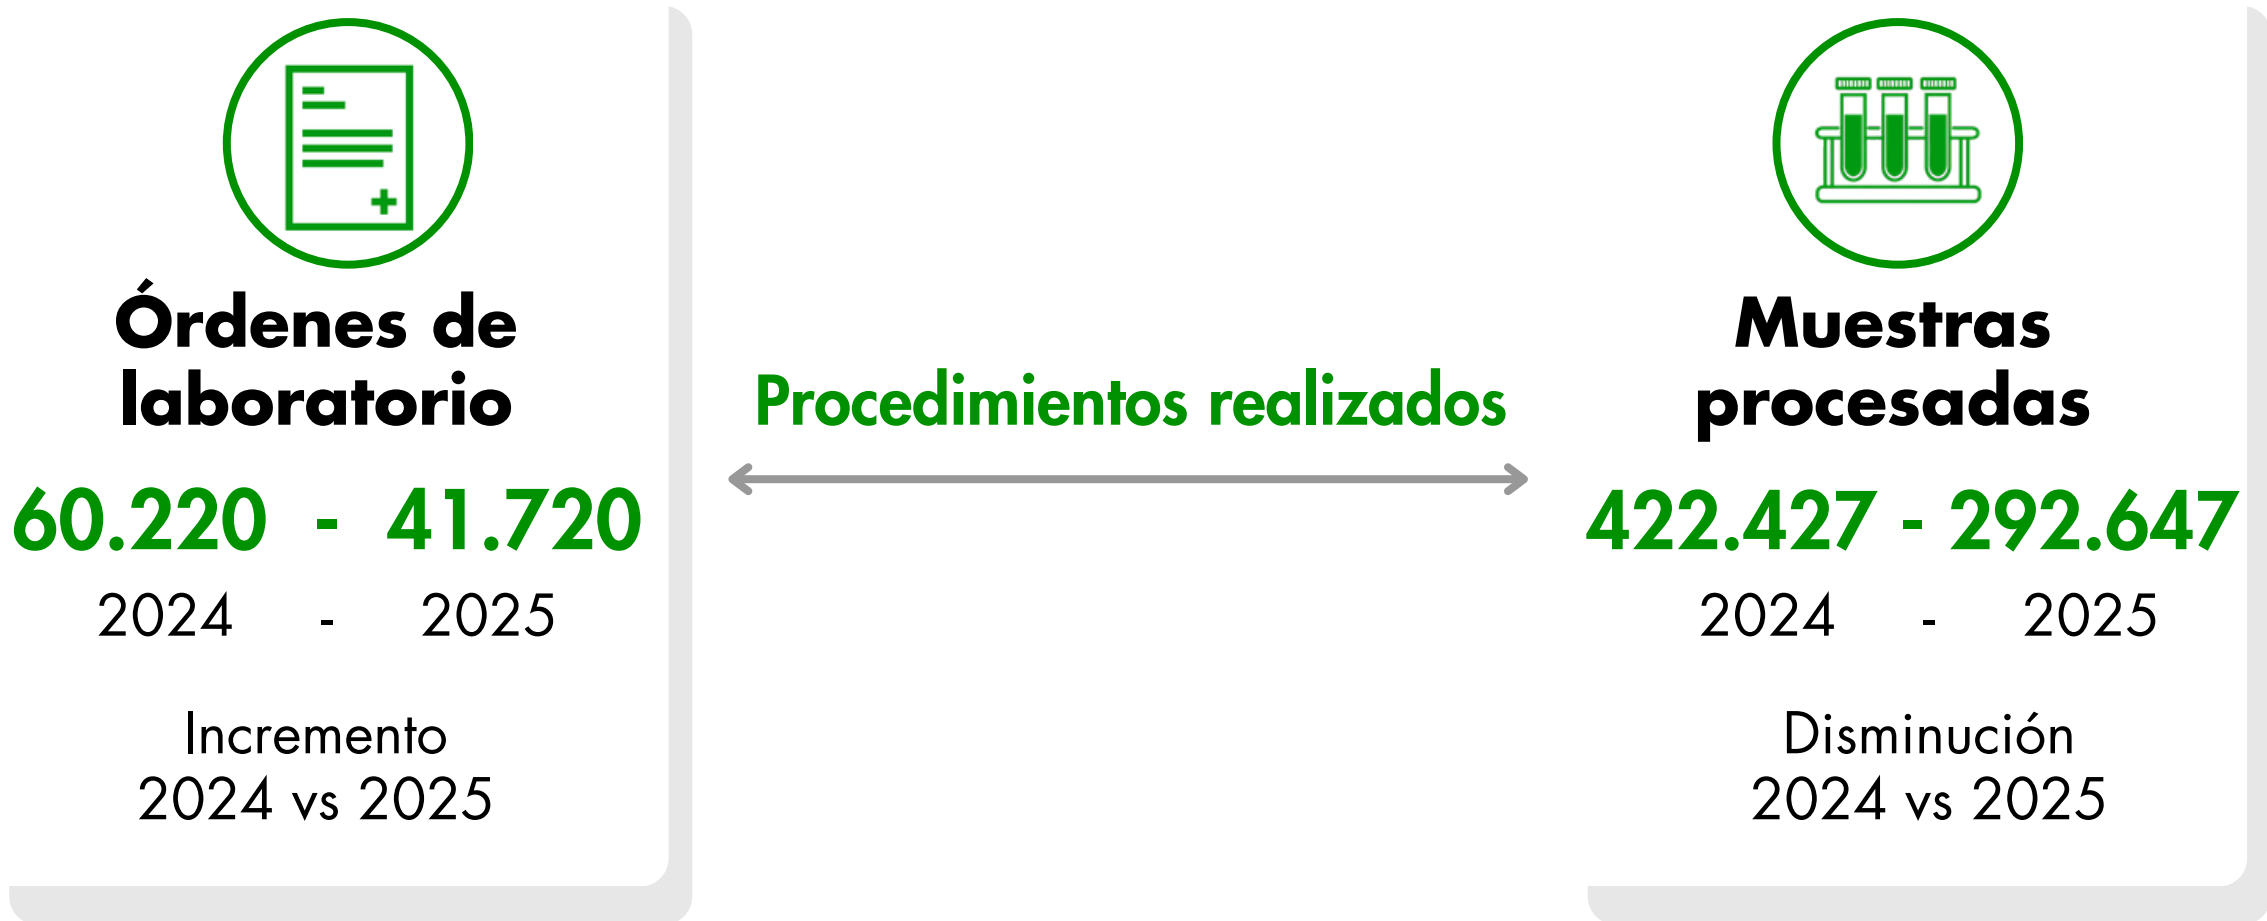 Órdenes de
laboratorio
60.220 - 41.720
2024 - 2025
Incremento
2024 vs 2025
Procedimientos realizados
Muestras
procesadas
422.427 - 292.647
2024 - 2025
Disminución
2024 vs 2025